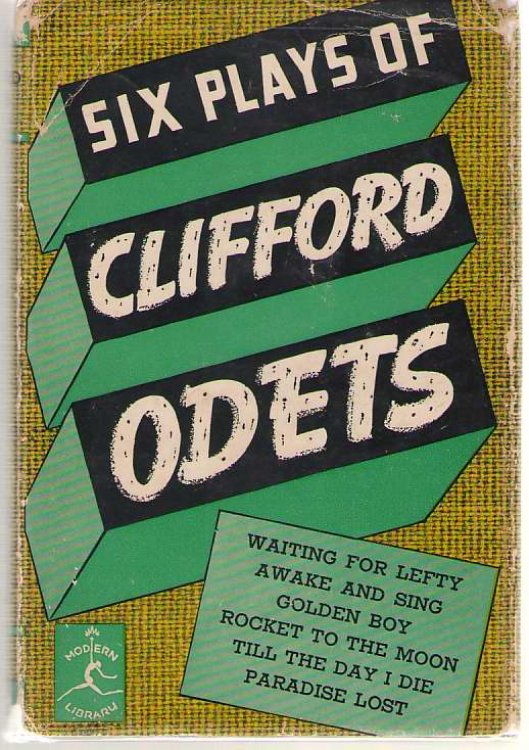 SIX PLAYS OF
CLIFFORD
ODETS
WAITING FOR LEFTY
AWAKE AND SING
GOLDEN BOY
ROCKET TO THE MOON
TILL THE DAY I DIE
PARADISE LOST
MODERN
LIBRARY